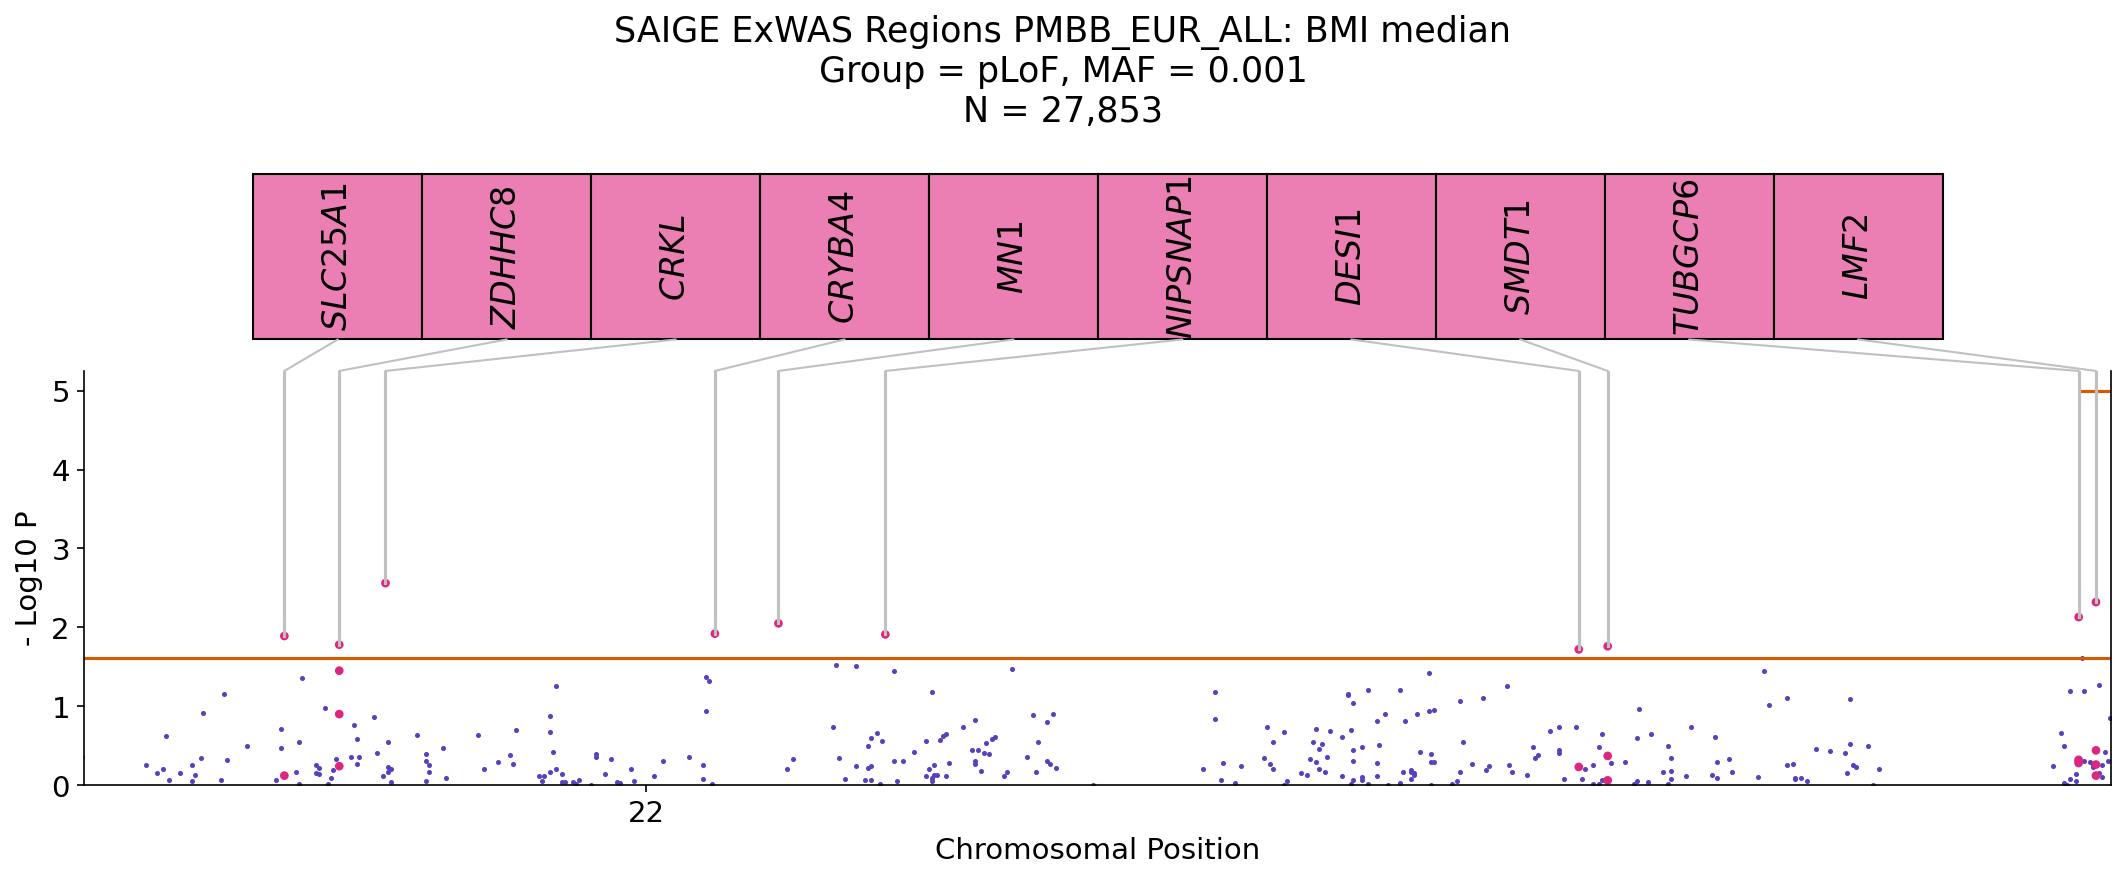 SAIGE ExWAS Regions PMBB_EUR_ALL: BMI median
Group = pLoF, MAF = 0.001
N = 27,853
SLC25A1
ZDHHC8
CRKL
CRYBA4
MN1
NIPSNAP1
DESI1
SMDT1
TUBGCP6
LMF2
5
4
3
2
1
0
- Log10 P
22
Chromosomal Position